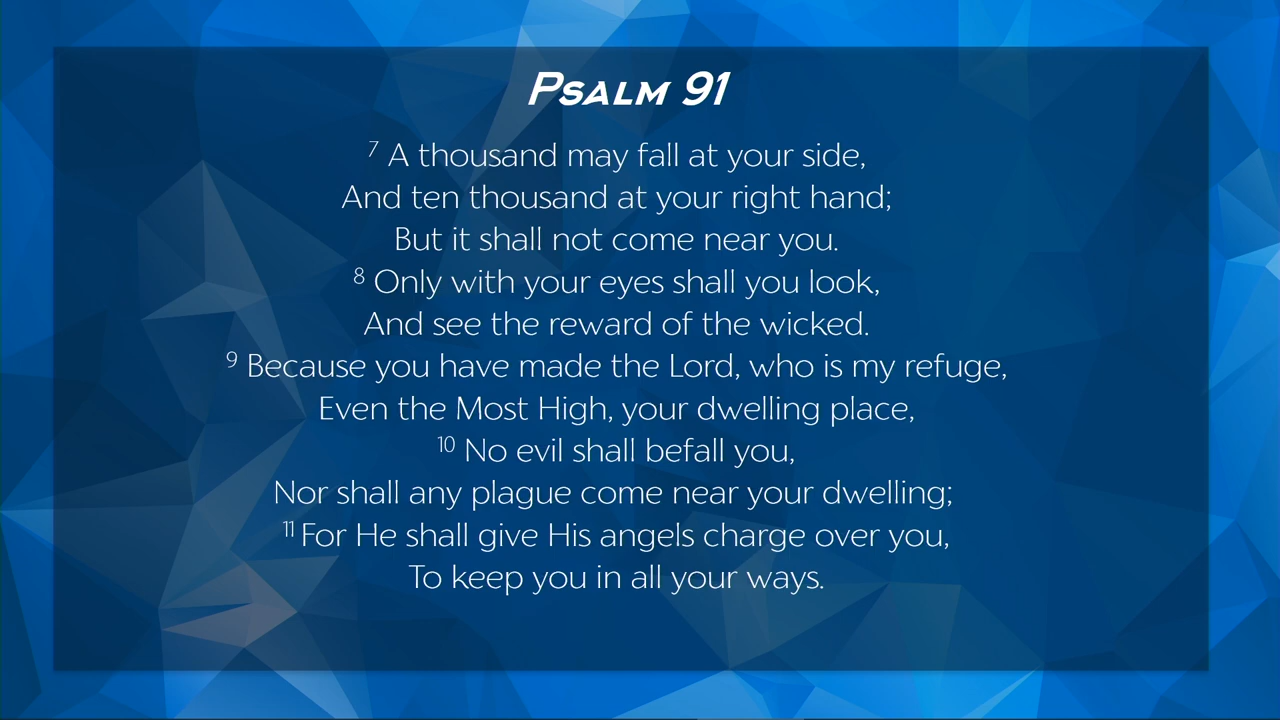 Psalm 91
7 A thousand may fall at your side,
And ten thousand at your right hand;
But it shall not come near you.
8 Only with your eyes shall you look,
And see the reward of the wicked.
9 Because you have made the Lord, who is my refuge,
Even the Most High, your dwelling place,
10 No evil shall befall you,
Nor shall any plague come near your dwelling;
11 For He shall give His angels charge over you,
To keep you in all your ways.